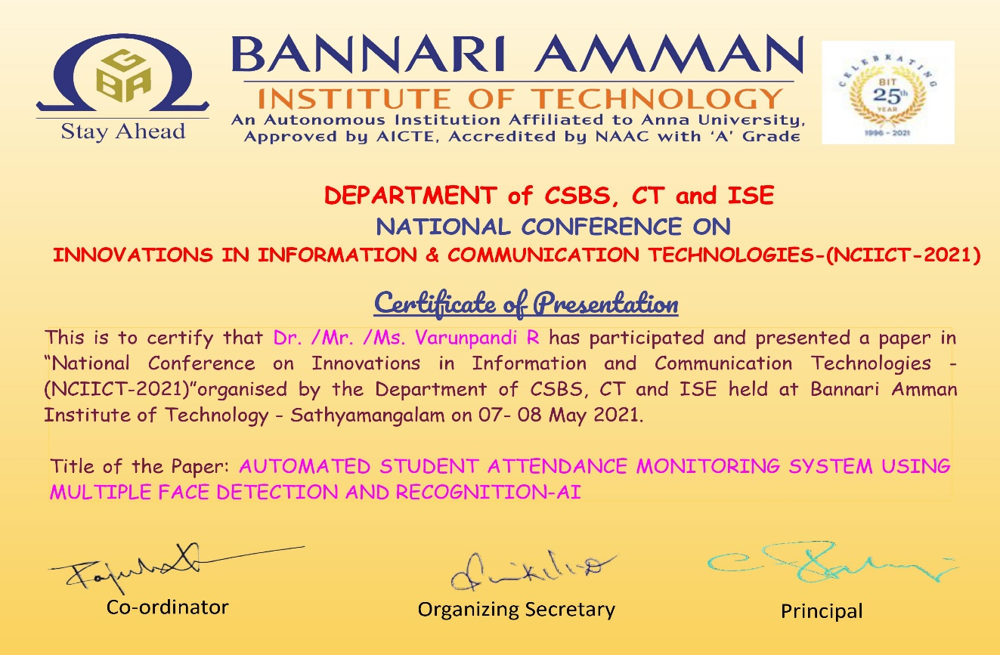 GBA
Stay Ahead
BANNARI AMMAN
INSTITUTE OF TECHNOLOGY
An Autonomous Institution Affiliated to Anna University,
Approved by AICTE, Accredited by NAAC with ‘A’ Grade
CELEBRATING
BIT
25th
YEAR
1996 - 2021
DEPARTMENT of CSBS, CT and ISE
NATIONAL CONFERENCE ON
INNOVATIONS IN INFORMATION & COMMUNICATION TECHNOLOGIES-(NCIICT-2021)
Certificate of Presentation
This is to certify that Dr. /Mr. /Ms. Varunpandi R has participated and presented a paper in
“National Conference on Innovations in Information and Communication Technologies -
(NCIICT-2021)”organised by the Department of CSBS, CT and ISE held at Bannari Amman
Institute of Technology - Sathyamangalam on 07- 08 May 2021.
Title of the Paper: AUTOMATED STUDENT ATTENDANCE MONITORING SYSTEM USING
MULTIPLE FACE DETECTION AND RECOGNITION-AI
Co-ordinator
Organizing Secretary
Principal